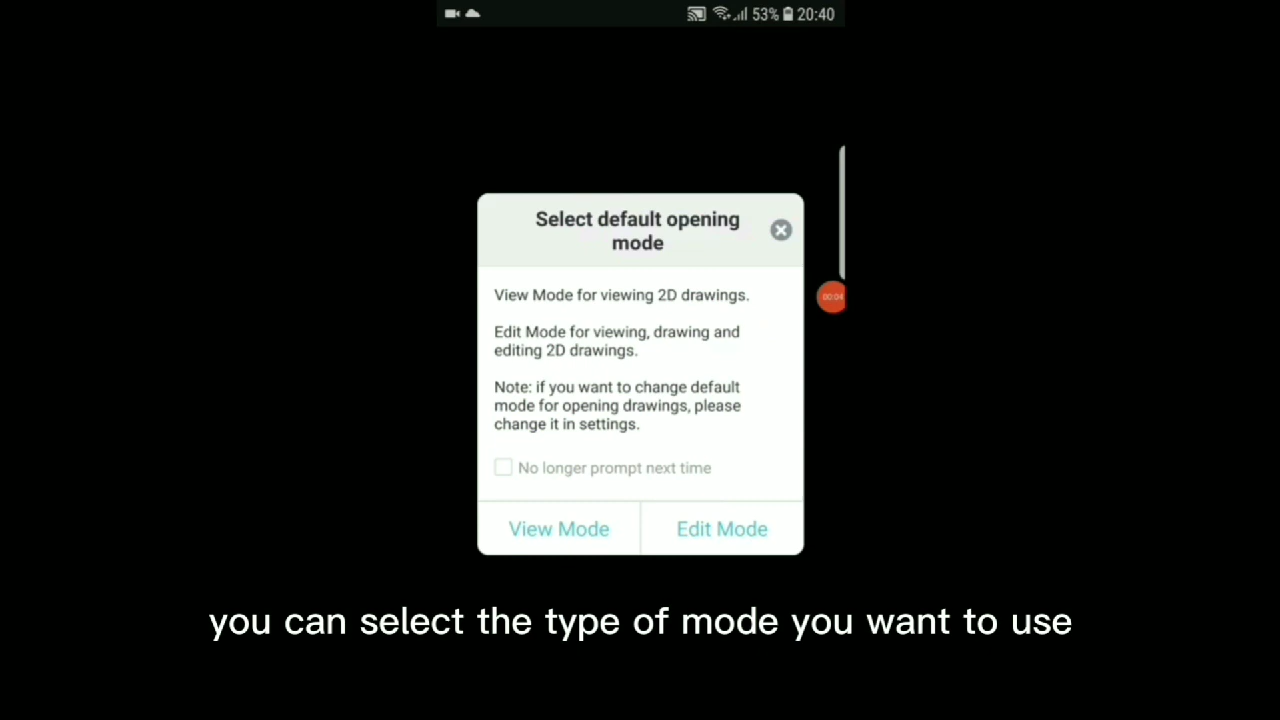 53% 20:40
Select default opening
mode
View Mode for viewing 2D drawings.
00:04
Edit Mode for viewing, drawing and
editing 2D drawings.
Note: if you want to change default
mode for opening drawings, please
change it in settings.
No longer prompt next time
View Mode Edit Mode
you can select the type of mode you want to use